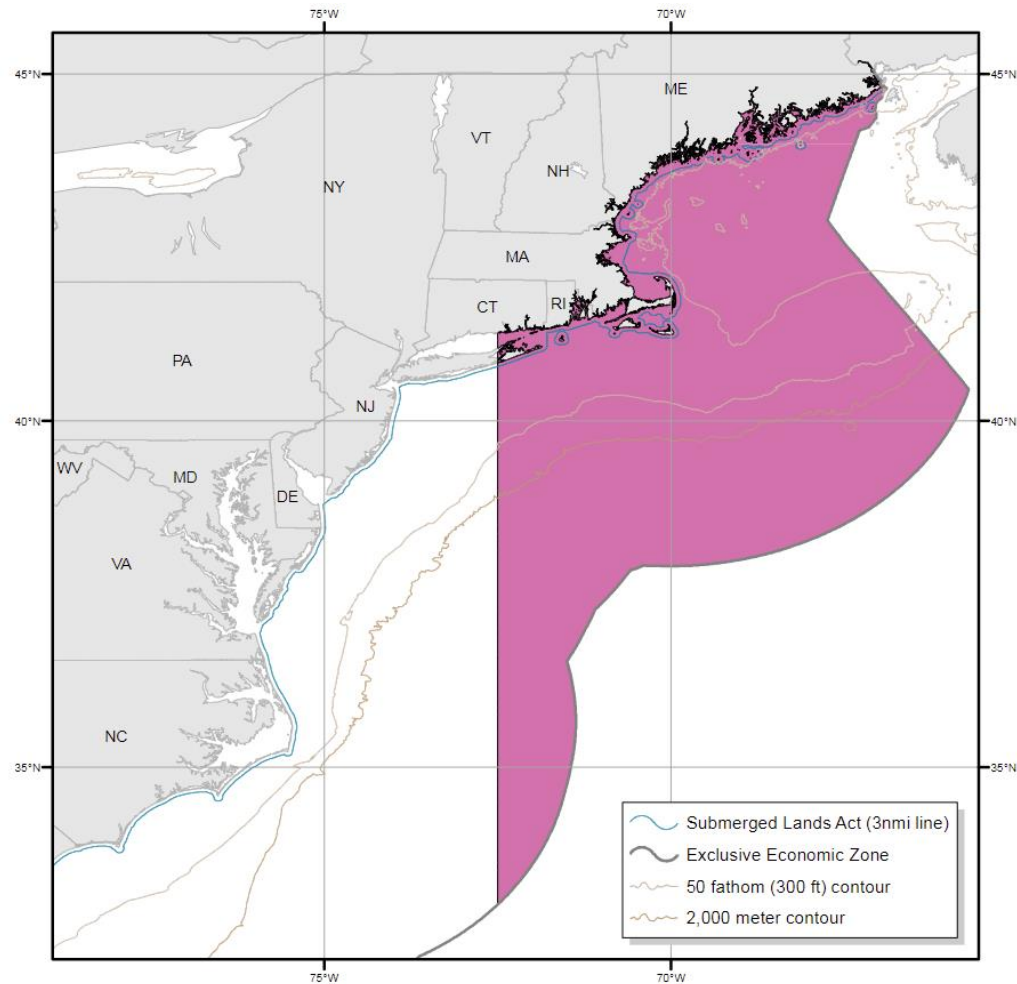 75°W 70°W
45°N 45°N
ME
VT
NH
NY
MA
CT RI
PA
NJ
40°N 40°N
WV
MD
DE
VA
NC
35°N 35°N
Submerged Lands Act (3nmi line)
Exclusive Economic Zone
50 fathom (300 ft) contour
2,000 meter contour
75°W 70°W